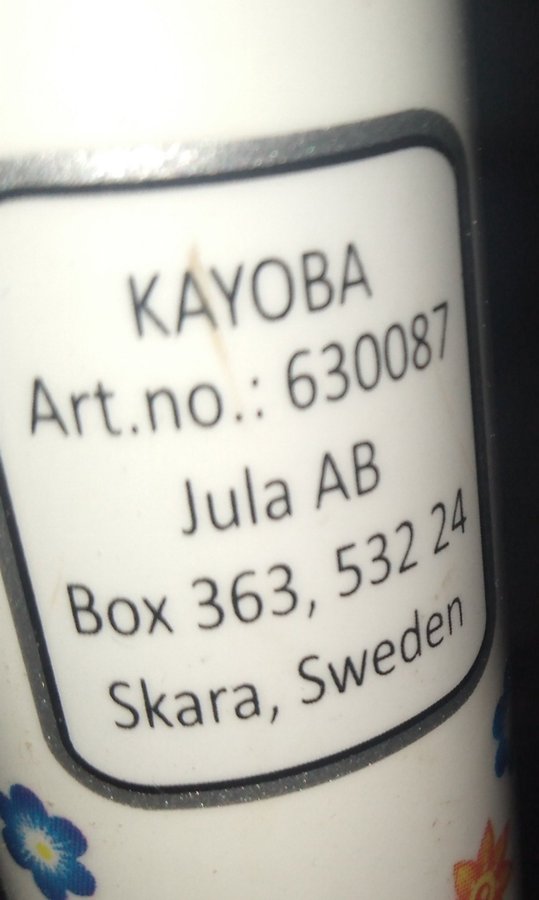 KAYOBA
Art.no.: 630087
Jula AB
Box 363, 532 24
Skara, Sweden